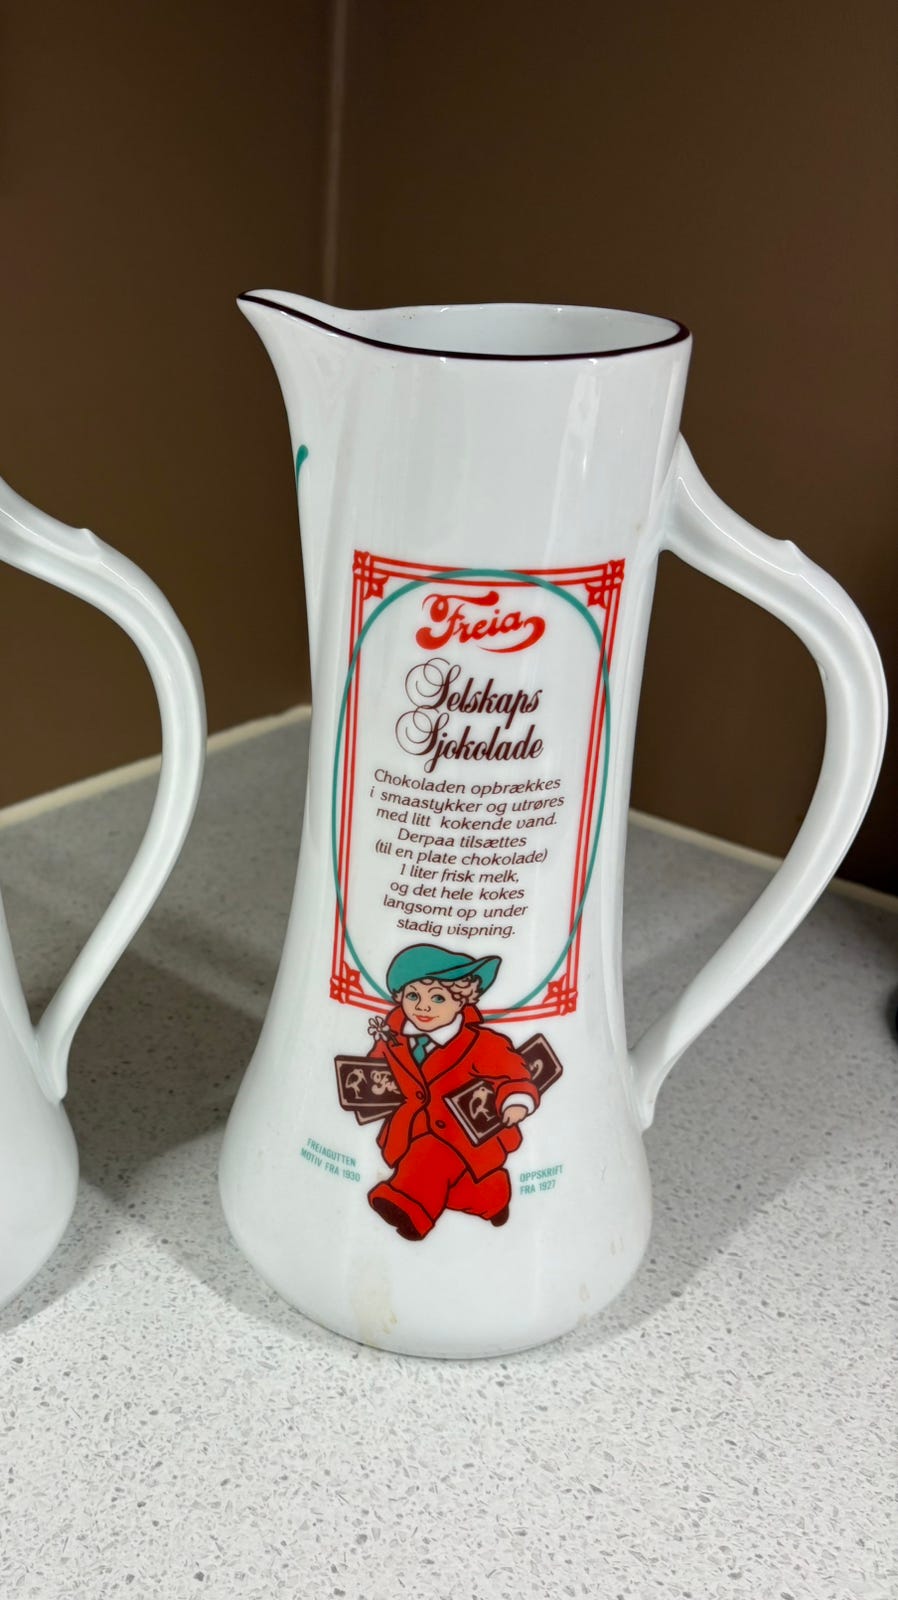 Freia
Selskaps
Sjokolade
Chokoladen opbrækkes
i smaastykker og utrøres
med litt kokende vand.
Derpaa tilsættes
(til en plate chokolade)
1 liter frisk melk,
og det hele kokes
langsomt op under
stadig vispning.
FREIAGUTTEN
MOTIV FRA 1930
OPPSKRIFT
FRA 1927